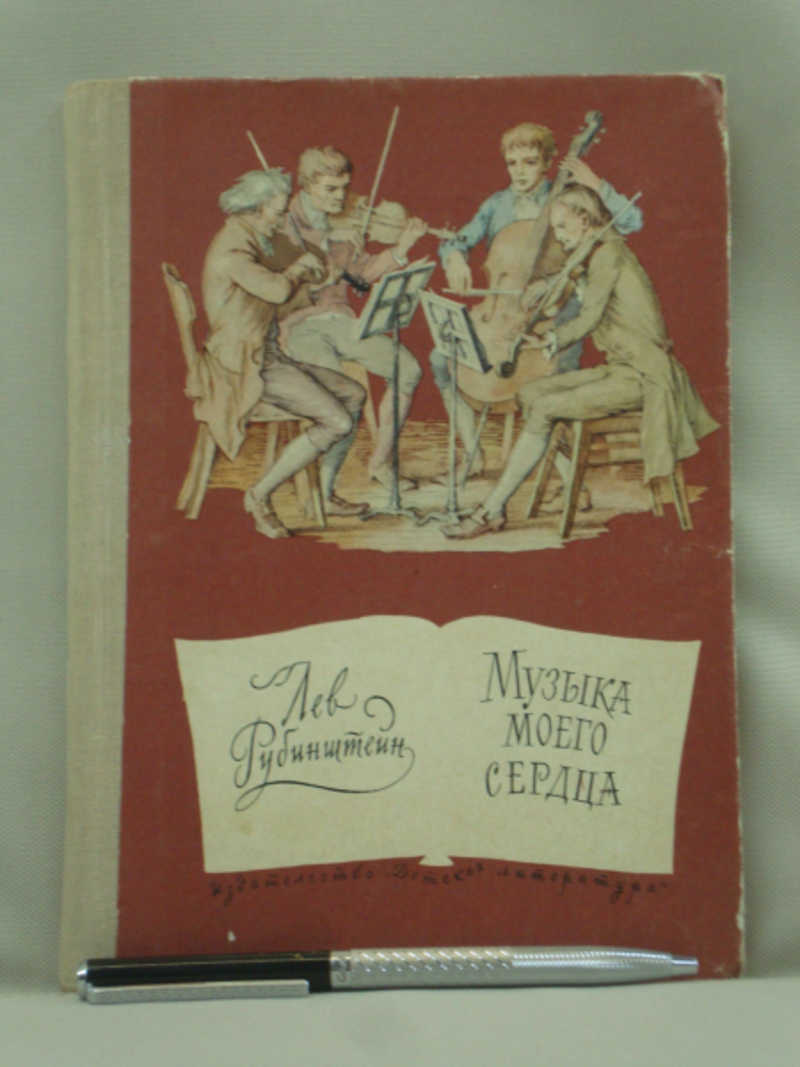 Лев
Рубинштейн
Музыка
моего
сердца
Издательство „Детская литература“